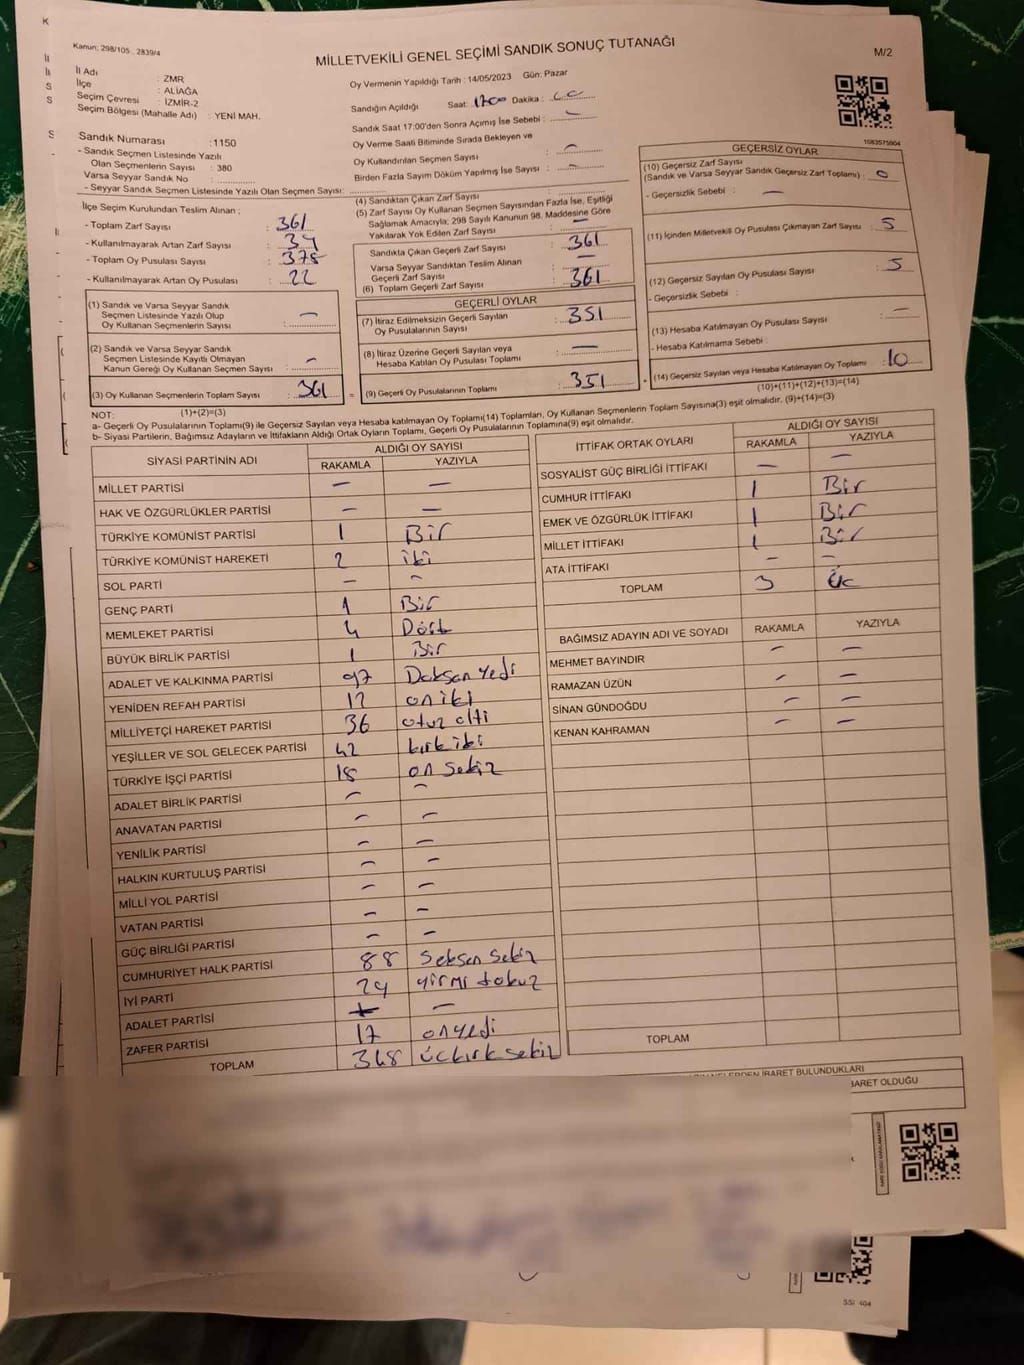 Kanun: 298/105 , 2839/4
MİLLETVEKİLİ GENEL SEÇİMİ SANDIK SONUÇ TUTANAĞI
M/2
İl Adı : ZMR
İlçe : ALİAĞA
Seçim Çevresi : İZMİR-2
Seçim Bölgesi (Mahalle Adı) : YENİ MAH.
Oy Vermenin Yapıldığı Tarih : 14/05/2023 Gün: Pazar
Sandığın Açıldığı Saat: 1700 Dakika :
Sandık Saat 17:00'den Sonra Açımış İse Sebebi : –
Oy Verme Saati Bitiminde Sırada Bekleyen ve
Oy Kullandırılan Seçmen Sayısı : –
Birden Fazla Sayım Döküm Yapılmış İse Sayısı : –
1583575904
Sandık Numarası :1150
- Sandık Seçmen Listesinde Yazılı
Olan Seçmenlerin Sayısı : 380
Varsa Seyyar Sandık No :
- Seyyar Sandık Seçmen Listesinde Yazılı Olan Seçmen Sayısı:
İlçe Seçim Kurulundan Teslim Alınan ;
- Toplam Zarf Sayısı : 361
- Kullanılmayarak Artan Zarf Sayısı : 34
- Toplam Oy Pusulası Sayısı : 378
- Kullanılmayarak Artan Oy Pusulası : 22
(1) Sandık ve Varsa Seyyar Sandık
Seçmen Listesinde Yazılı Olup
Oy Kullanan Seçmenlerin Sayısı : –
(2) Sandık ve Varsa Seyyar Sandık
Seçmen Listesinde Kayıtlı Olmayan
Kanun Gereği Oy Kullanan Seçmen Sayısı : –
(3) Oy Kullanan Seçmenlerin Toplam Sayısı : 361
(1)+(2)=(3)
(4) Sandıktan Çıkan Zarf Sayısı :
(5) Zarf Sayısı Oy Kullanan Seçmen Sayısından Fazla İse, Eşitliği
Sağlamak Amacıyla; 298 Sayılı Kanunun 98. Maddesine Göre
Yakılarak Yok Edilen Zarf Sayısı : –
Sandıkta Çıkan Geçerli Zarf Sayısı : 361
Varsa Seyyar Sandıktan Teslim Alınan
Geçerli Zarf Sayısı : –
(6) Toplam Geçerli Zarf Sayısı : 361
GEÇERLİ OYLAR
(7) İtiraz Edilmeksizin Geçerli Sayılan
Oy Pusulalarının Sayısı : 351
(8) İtiraz Üzerine Geçerli Sayılan veya
Hesaba Katılan Oy Pusulası Toplamı : –
(9) Geçerli Oy Pusulalarının Toplamı : 351
GEÇERSİZ OYLAR
(10) Geçersiz Zarf Sayısı
(Sandık ve Varsa Seyyar Sandık Geçersiz Zarf Toplamı) : 0
- Geçersizlik Sebebi : –
(11) İçinden Milletvekili Oy Pusulası Çıkmayan Zarf Sayısı : 5
(12) Geçersiz Sayılan Oy Pusulası Sayısı : 5
- Geçersizlik Sebebi :
(13) Hesaba Katılmayan Oy Pusulası Sayısı : –
- Hesaba Katılmama Sebebi :
(14) Geçersiz Sayılan veya Hesaba Katılmayan Oy Toplamı : 10
(10)+(11)+(12)+(13)=(14)
NOT:
a- Geçerli Oy Pusulalarının Toplamı(9) ile Geçersiz Sayılan veya Hesaba katılmayan Oy Toplamı(14) Toplamları, Oy Kullanan Seçmenlerin Toplam Sayısına(3) eşit olmalıdır, (9)+(14)=(3)
b- Siyasi Partilerin, Bağımsız Adayların ve İttifakların Aldığı Ortak Oyların Toplamı, Geçerli Oy Pusulalarının Toplamına(9) eşit olmalıdır.
SİYASİ PARTİNİN ADI ALDIĞI OY SAYISI
RAKAMLA YAZIYLA
MİLLET PARTİSİ – –
HAK VE ÖZGÜRLÜKLER PARTİSİ – –
TÜRKİYE KOMÜNİST PARTİSİ 1 Bir
TÜRKİYE KOMÜNİST HAREKETİ 2 iki
SOL PARTİ – –
GENÇ PARTİ 1 Bir
MEMLEKET PARTİSİ 4 Dört
BÜYÜK BİRLİK PARTİSİ 1 Bir
ADALET VE KALKINMA PARTİSİ 97 Doksan Yedi
YENİDEN REFAH PARTİSİ 12 on iki
MİLLİYETÇİ HAREKET PARTİSİ 36 otuz alti
YEŞİLLER VE SOL GELECEK PARTİSİ 42 kırk iki
TÜRKİYE İŞÇİ PARTİSİ 18 on sekiz
ADALET BİRLİK PARTİSİ – –
ANAVATAN PARTİSİ – –
YENİLİK PARTİSİ – –
HALKIN KURTULUŞ PARTİSİ – –
MİLLİ YOL PARTİSİ – –
VATAN PARTİSİ – –
GÜÇ BİRLİĞİ PARTİSİ – –
CUMHURİYET HALK PARTİSİ 88 seksen sekiz
İYİ PARTİ 29 yirmi dokuz
ADALET PARTİSİ –
ZAFER PARTİSİ 17 on yedi
TOPLAM 348 üçkırk sekiz
İTTİFAK ORTAK OYLARI ALDIĞI OY SAYISI
RAKAMLA YAZIYLA
SOSYALİST GÜÇ BİRLİĞİ İTTİFAKI – –
CUMHUR İTTİFAKI 1 Bir
EMEK VE ÖZGÜRLÜK İTTİFAKI 1 Bir
MİLLET İTTİFAKI 1 Bir
ATA İTTİFAKI – –
TOPLAM 3 üç
BAĞIMSIZ ADAYIN ADI VE SOYADI RAKAMLA YAZIYLA
MEHMET BAYINDIR – –
RAMAZAN ÜZÜN – –
SİNAN GÜNDOĞDU – –
KENAN KAHRAMAN – –
TOPLAM
İBARET BULUNDUKLARI
BARET OLDUĞU
SSİ 404